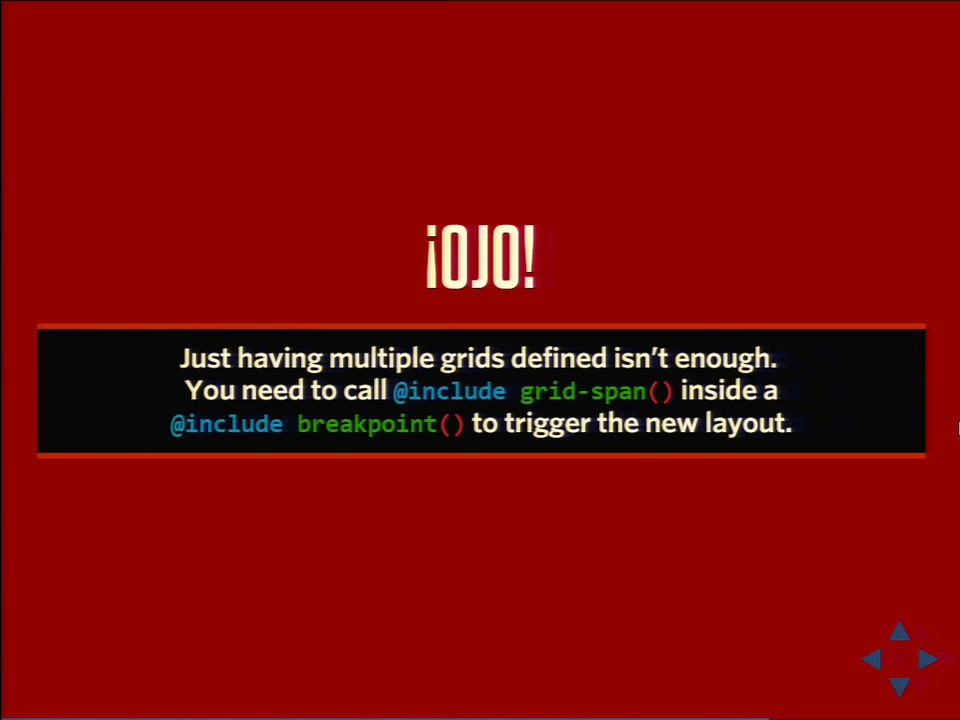 ¡OJO!
Just having multiple grids defined isn't enough.
You need to call @include grid-span() inside a
@include breakpoint() to trigger the new layout.